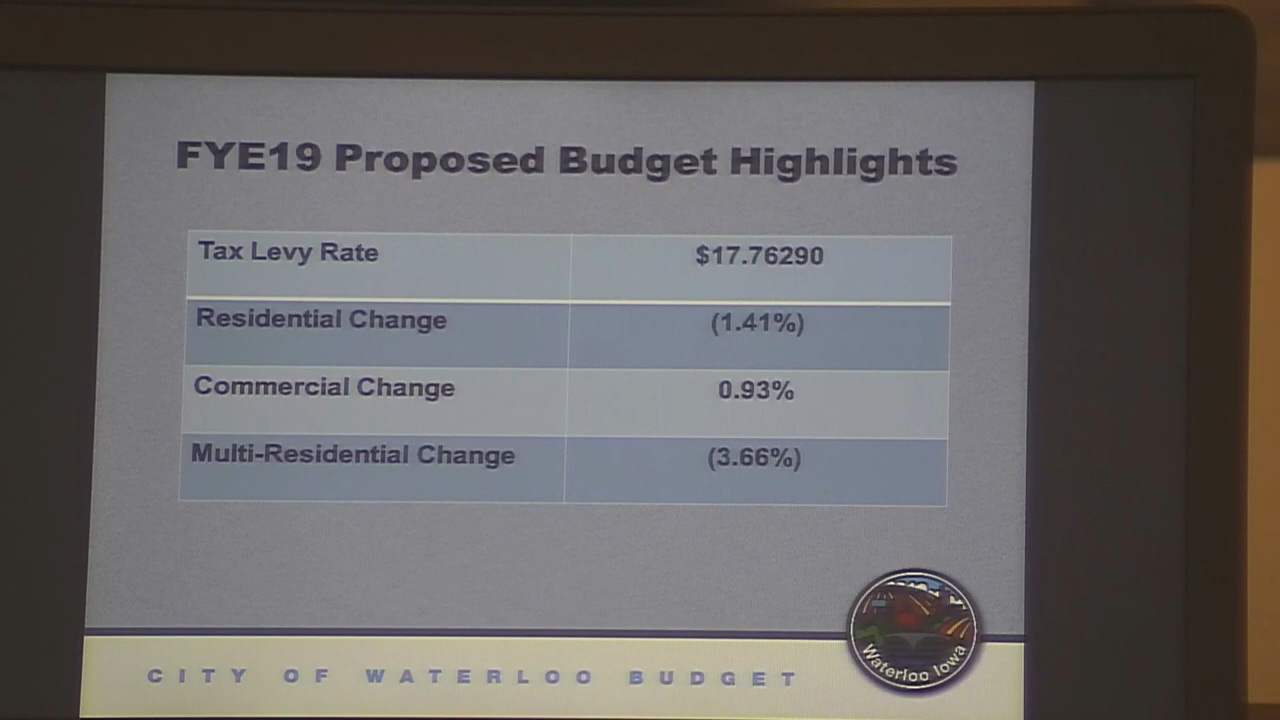 FYE19 Proposed Budget Highlights
Tax Levy Rate $17.76290
Residential Change (1.41%)
Commercial Change 0.93%
Multi-Residential Change (3.66%)
CITY OF WATERLOO BUDGET
Waterloo Iowa